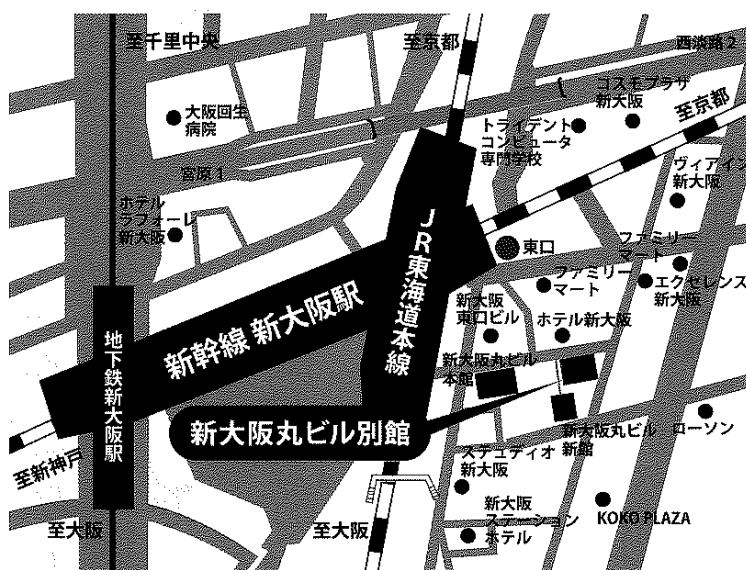 至千里中央
至京都
西淡路2
大阪回生
病院
コスモプラザ
新大阪
至京都
トライデント
コンピュータ
専門学校
宮原1
ヴィアイン
新大阪
ホテル
ラフォーレ
新大阪
JR東海道本線
東口
ファミリー
マート
ファミリー
マート
エクセレンス
新大阪
新幹線 新大阪駅
新大阪
東口ビル
ホテル新大阪
地下鉄新大阪駅
新大阪丸ビル
本館
新大阪丸ビル別館
新大阪丸ビル
新館
ローソン
至新神戸
ステュディオ
新大阪
新大阪
ステーション
ホテル
KOKO PLAZA
至大阪
至大阪